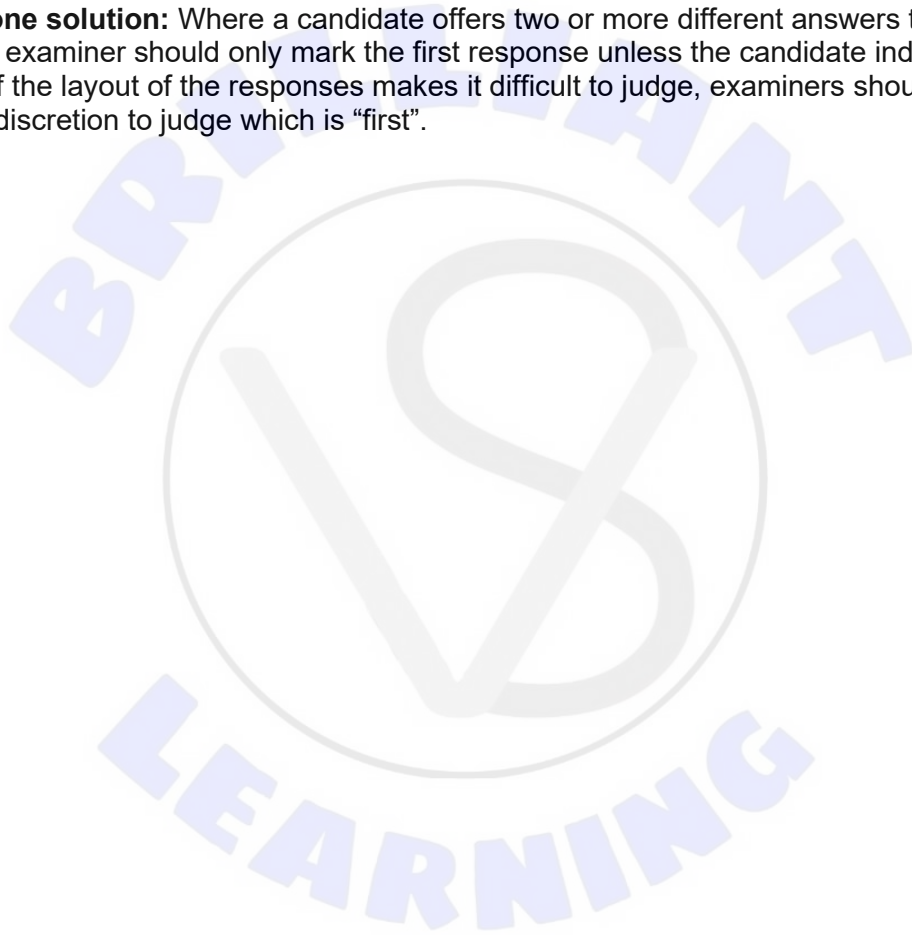 one solution: Where a candidate offers two or more different answers
examiner should only mark the first response unless the candidate
the layout of the responses makes it difficult to judge, examiners
discretion to judge which is “first”.
BRILLIANT
VS
LEARNING